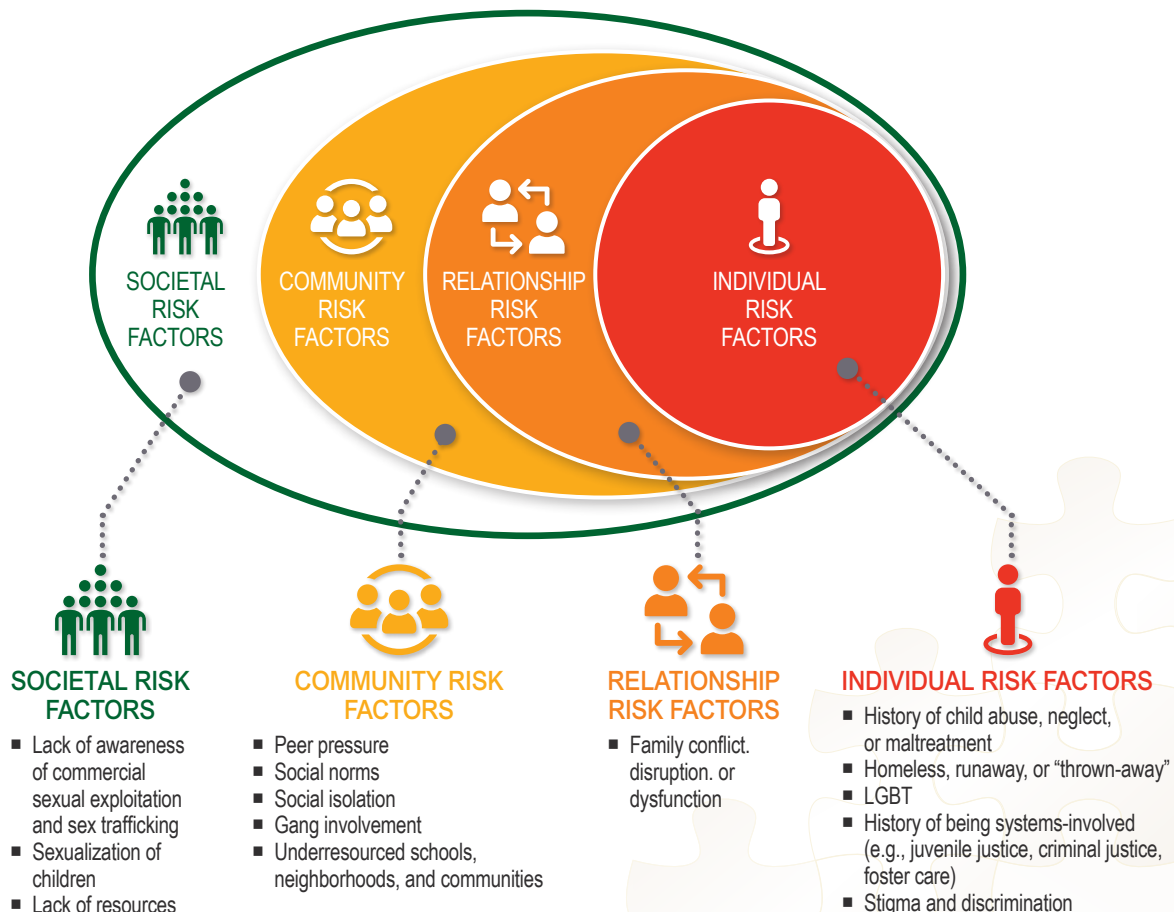 SOCIETAL
RISK
FACTORS
COMMUNITY
RISK
FACTORS
RELATIONSHIP
RISK
FACTORS
INDIVIDUAL
RISK
FACTORS
SOCIETAL RISK
FACTORS
■ Lack of awareness
of commercial
sexual exploitation
and sex trafficking
■ Sexualization of
children
■ Lack of resources
COMMUNITY RISK
FACTORS
■ Peer pressure
■ Social norms
■ Social isolation
■ Gang involvement
■ Underresourced schools,
neighborhoods, and communities
RELATIONSHIP
RISK FACTORS
■ Family conflict.
disruption. or
dysfunction
INDIVIDUAL RISK FACTORS
■ History of child abuse, neglect,
or maltreatment
■ Homeless, runaway, or “thrown-away”
■ LGBT
■ History of being systems-involved
(e.g., juvenile justice, criminal justice,
foster care)
■ Stigma and discrimination